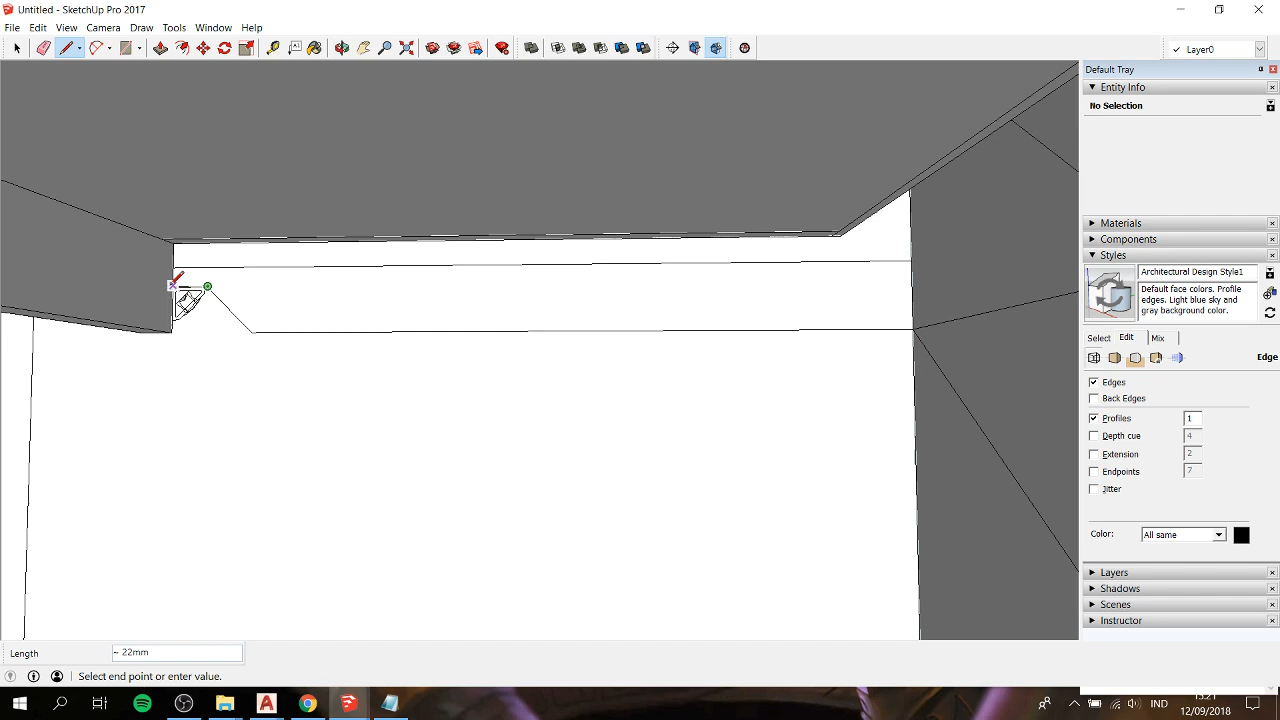 Untitled - SketchUp Pro 2017
File Edit View Camera Draw Tools Window Help
Layer0
Default Tray
Entity Info
No Selection
Materials
Components
Styles
Architectural Design Style1
Default face colors. Profile
edges. Light blue sky and
gray background color.
Select Edit Mix
Edge
Edges
Back Edges
Profiles 1
Depth cue 4
Extension 2
Endpoints 7
Jitter
Color: All same
Layers
Shadows
Scenes
Instructor
Length ~ 22mm
Select end point or enter value.
IND
15:21
12/09/2018